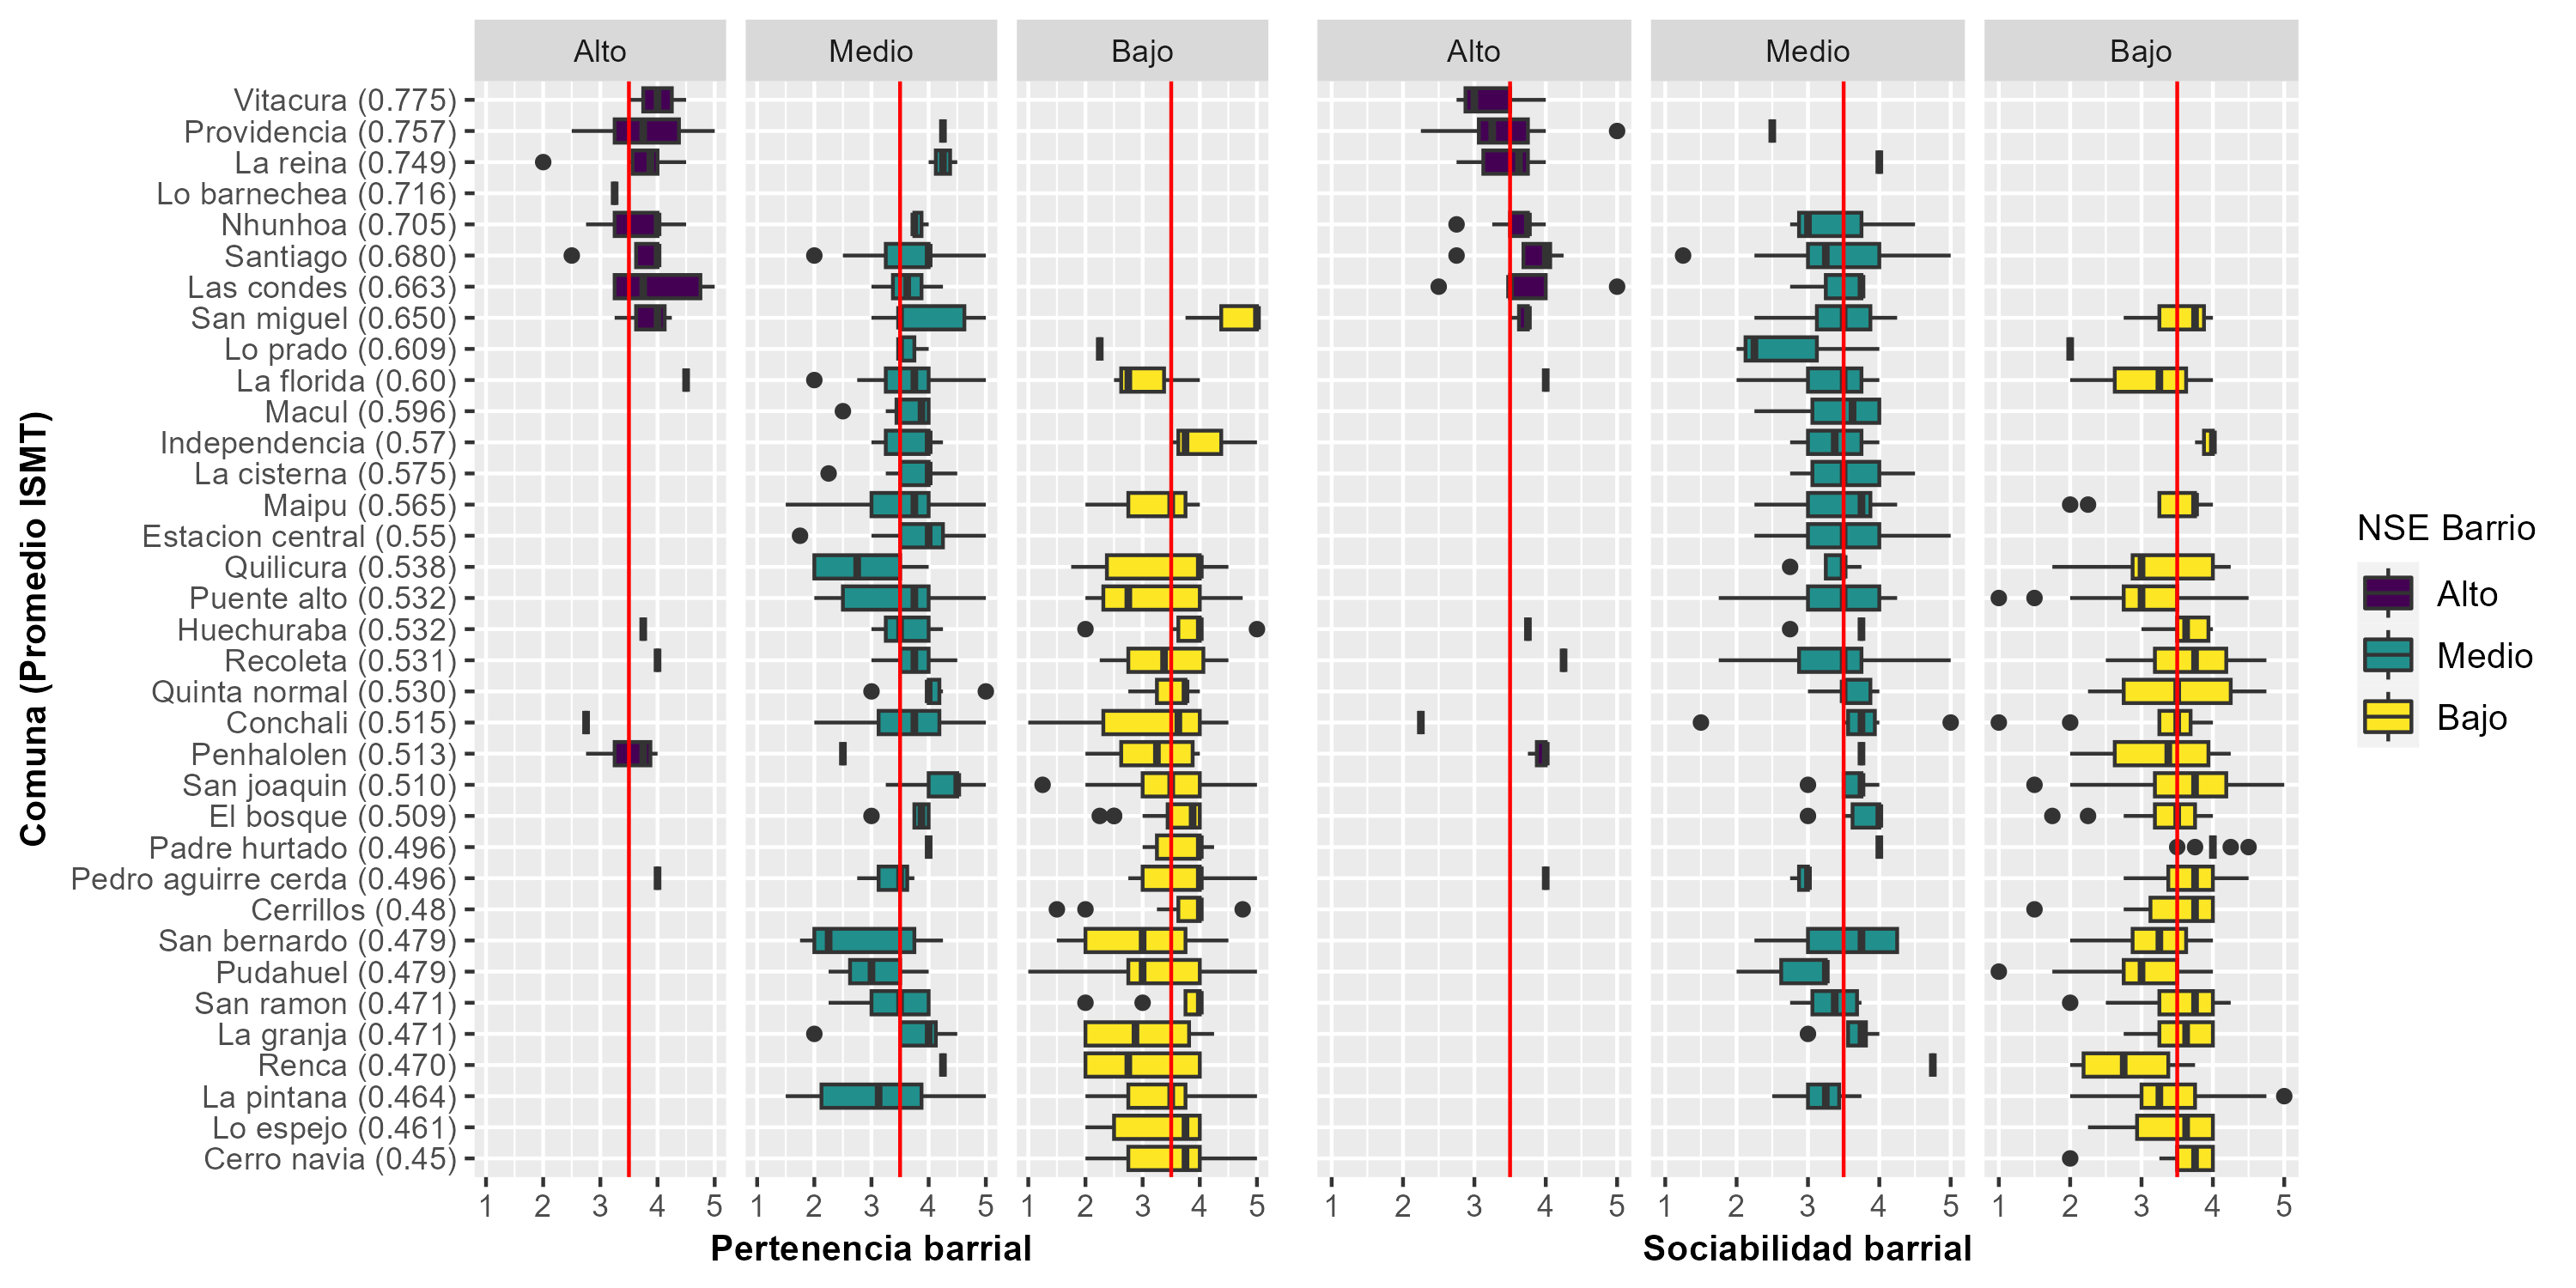 Alto
Medio
Bajo
Alto
Medio
Bajo
Comuna (Promedio ISMT)
Vitacura (0.775)
Providencia (0.757)
La reina (0.749)
Lo barnechea (0.716)
Nhunhoa (0.705)
Santiago (0.680)
Las condes (0.663)
San miguel (0.650)
Lo prado (0.609)
La florida (0.60)
Macul (0.596)
Independencia (0.57)
La cisterna (0.575)
Maipu (0.565)
Estacion central (0.55)
Quilicura (0.538)
Puente alto (0.532)
Huechuraba (0.532)
Recoleta (0.531)
Quinta normal (0.530)
Conchali (0.515)
Penhalolen (0.513)
San joaquin (0.510)
El bosque (0.509)
Padre hurtado (0.496)
Pedro aguirre cerda (0.496)
Cerrillos (0.48)
San bernardo (0.479)
Pudahuel (0.479)
San ramon (0.471)
La granja (0.471)
Renca (0.470)
La pintana (0.464)
Lo espejo (0.461)
Cerro navia (0.45)
1 2 3 4 5
1 2 3 4 5
1 2 3 4 5
1 2 3 4 5
1 2 3 4 5
1 2 3 4 5
Pertenencia barrial
Sociabilidad barrial
NSE Barrio
Alto
Medio
Bajo